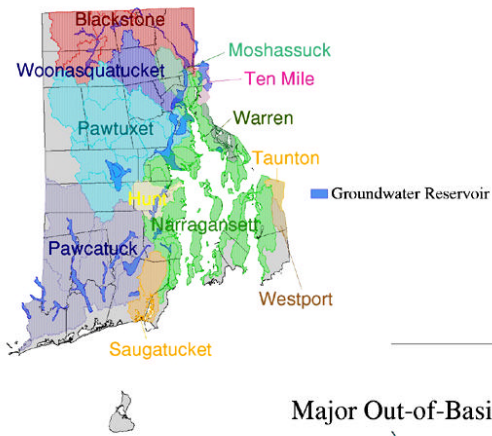 Blackstone
Moshassuck
Woonasquatucket
Ten Mile
Pawtuxet
Warren
Taunton
Groundwater Reservoir
Hunt
Narragansett
Pawcatuck
Westport
Saugatucket
Major Out-of-Basi